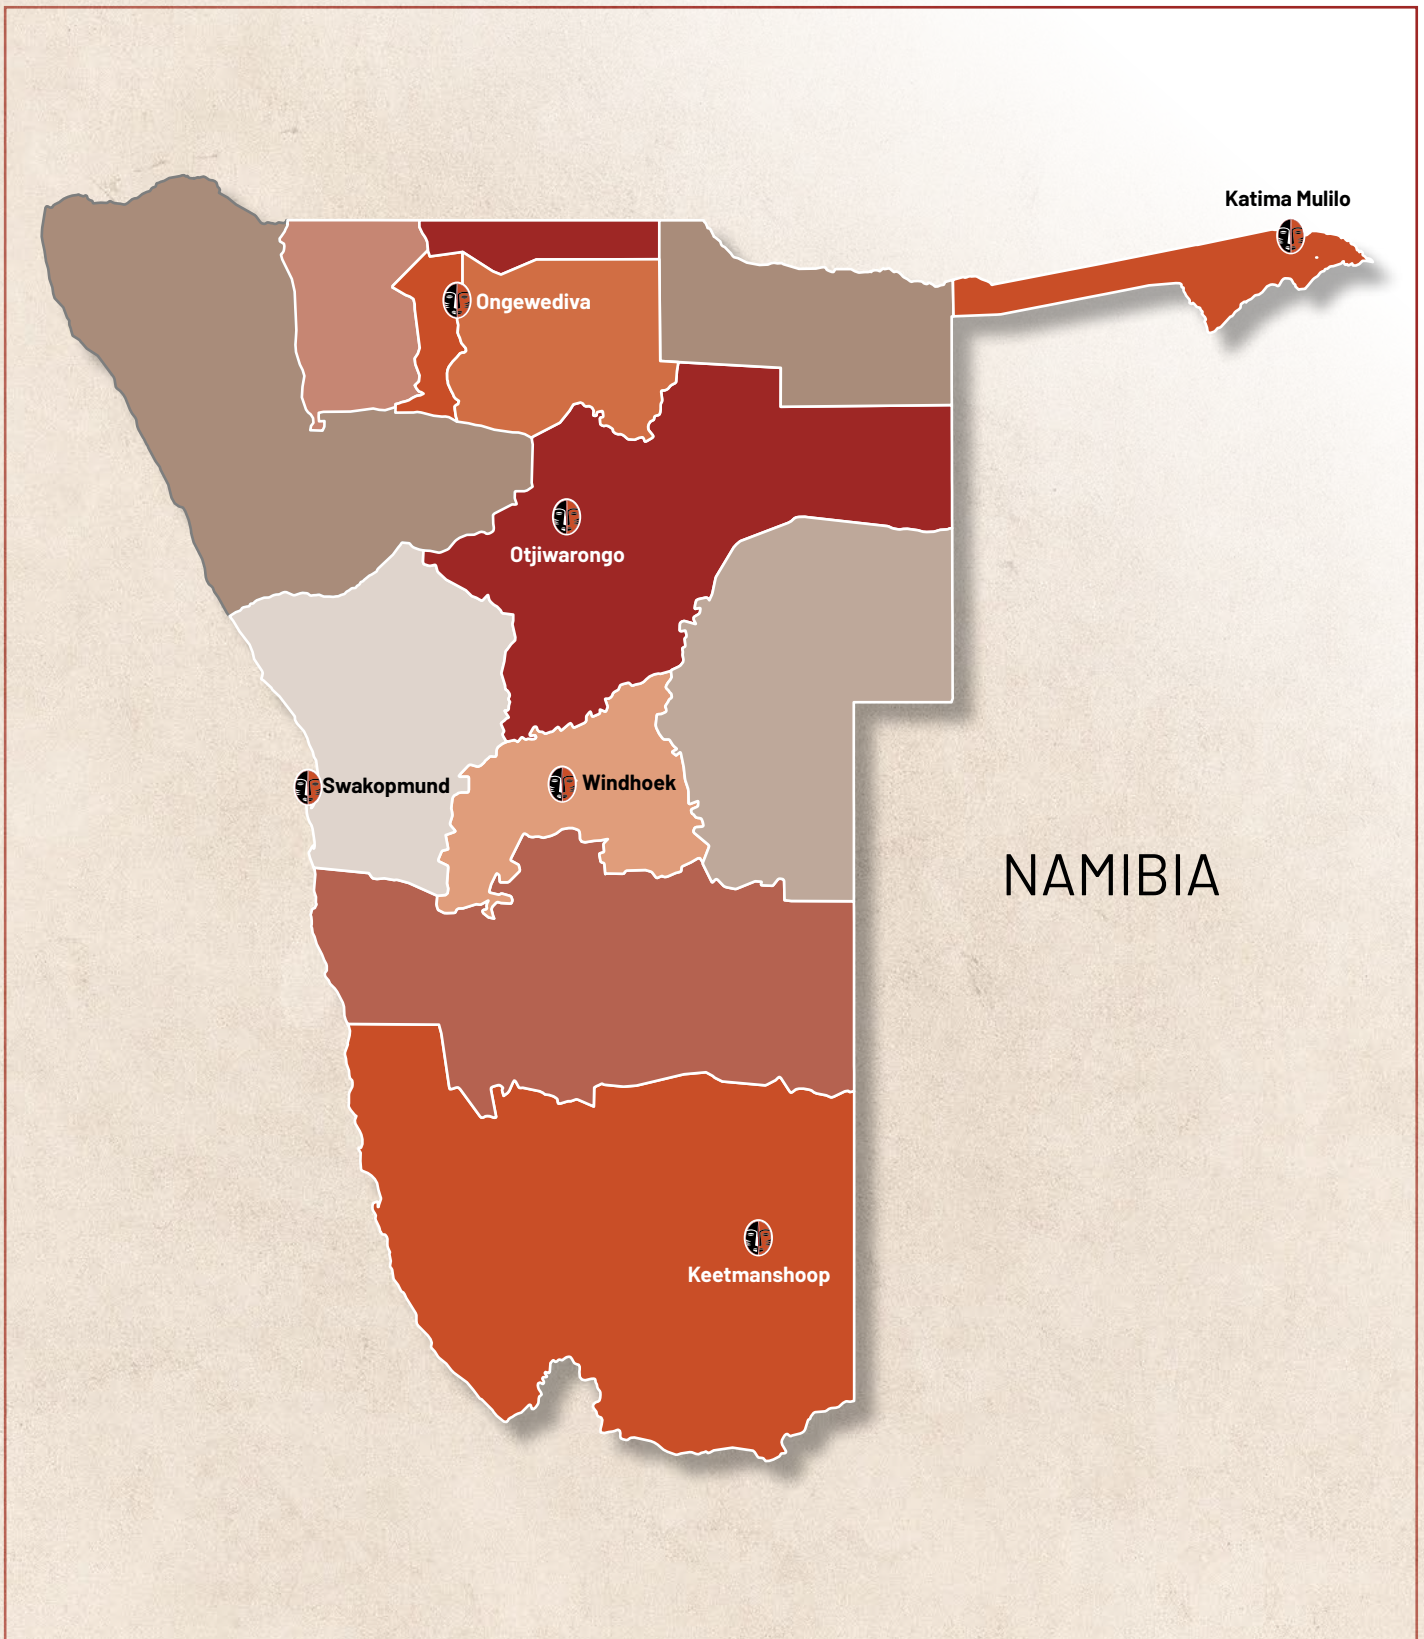 Katima Mulilo
Ongewediva
Otjiwarongo
Swakopmund
Windhoek
NAMIBIA
Keetmanshoop